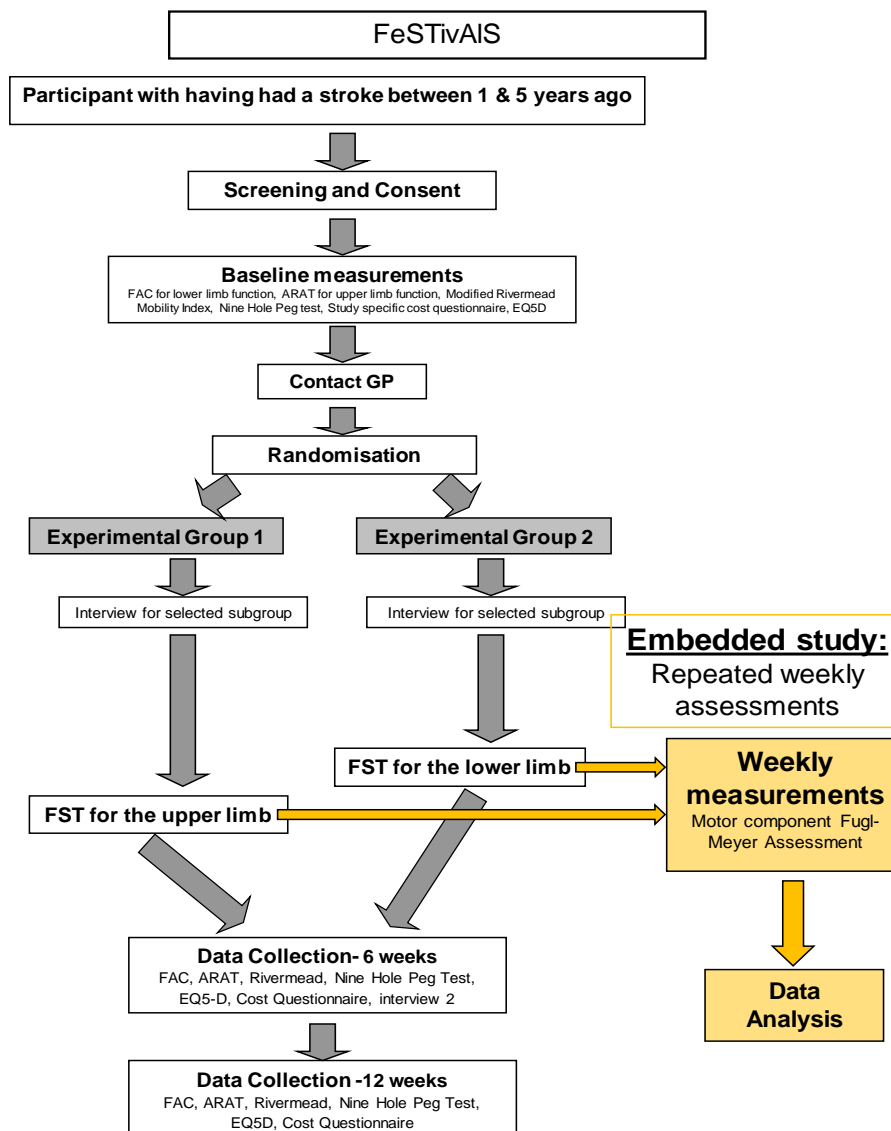 FeSTivAlS
Participant with having had a stroke between 1 & 5 years ago
Screening and Consent
Baseline measurements
FAC for lower limb function, ARAT for upper limb function, Modified Rivermead
Mobility Index, Nine Hole Peg test, Study specific cost questionnaire, EQ5D
Contact GP
Randomisation
Experimental Group 1
Experimental Group 2
Interview for selected subgroup
Interview for selected subgroup
Embedded study:
Repeated weekly
assessments
FST for the lower limb
Weekly
measurements
Motor component Fugl-
Meyer Assessment
FST for the upper limb
Data Collection- 6 weeks
FAC, ARAT, Rivermead, Nine Hole Peg Test,
EQ5-D, Cost Questionnaire, interview 2
Data
Analysis
Data Collection -12 weeks
FAC, ARAT, Rivermead, Nine Hole Peg Test,
EQ5D, Cost Questionnaire